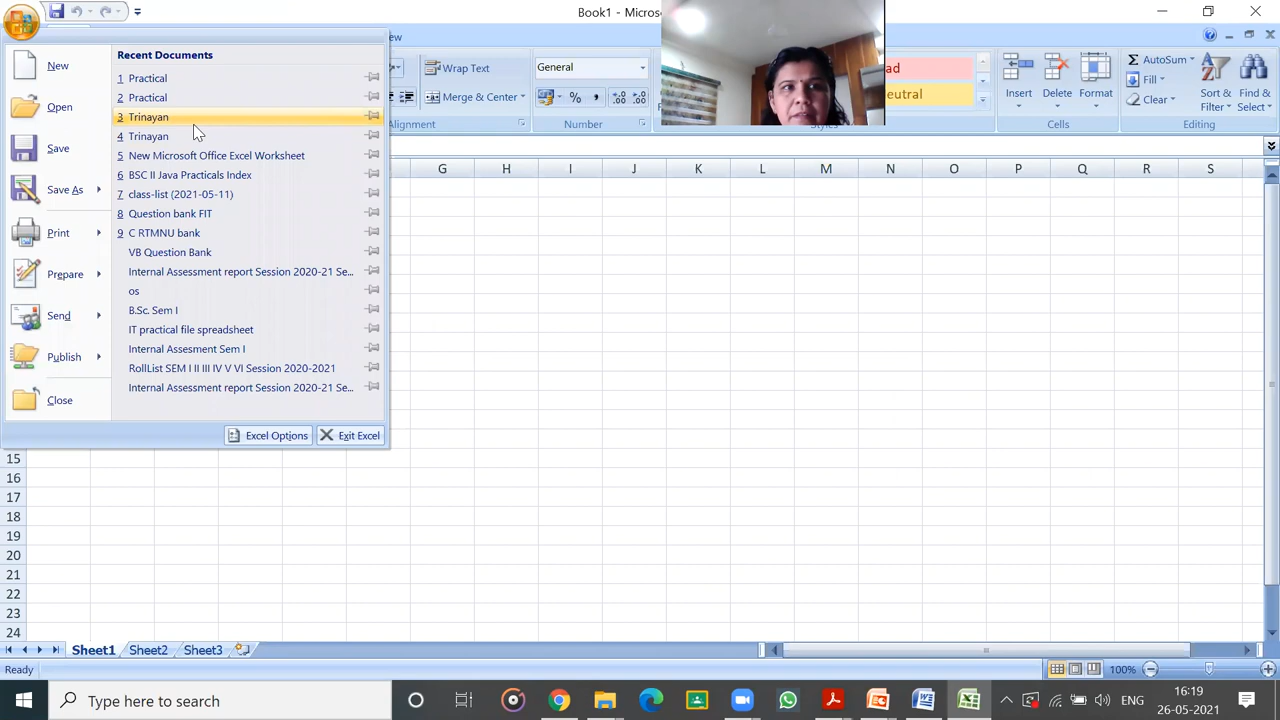 Book1 - Micros
ew
Recent Documents
New
Open
Save
Save As
Print
Prepare
Send
Publish
Close
1 Practical
2 Practical
3 Trinayan
4 Trinayan
5 New Microsoft Office Excel Worksheet
6 BSC II Java Practicals Index
7 class-list (2021-05-11)
8 Question bank FIT
9 C RTMNU bank
VB Question Bank
Internal Assessment report Session 2020-21 Se...
os
B.Sc. Sem I
IT practical file spreadsheet
Internal Assesment Sem I
RollList SEM I II III IV V VI Session 2020-2021
Internal Assessment report Session 2020-21 Se...
Excel Options
Exit Excel
Wrap Text
Merge & Center
lignment
General
%
Number
ad
eutral
Styles
Insert
Delete
Format
Cells
Σ AutoSum
Fill
Clear
Sort & Filter
Find & Select
Editing
G H I J K L M N O P Q R S
15
16
17
18
19
20
21
22
23
24
Sheet1 Sheet2 Sheet3
Ready
100%
Type here to search
ENG
16:19
26-05-2021